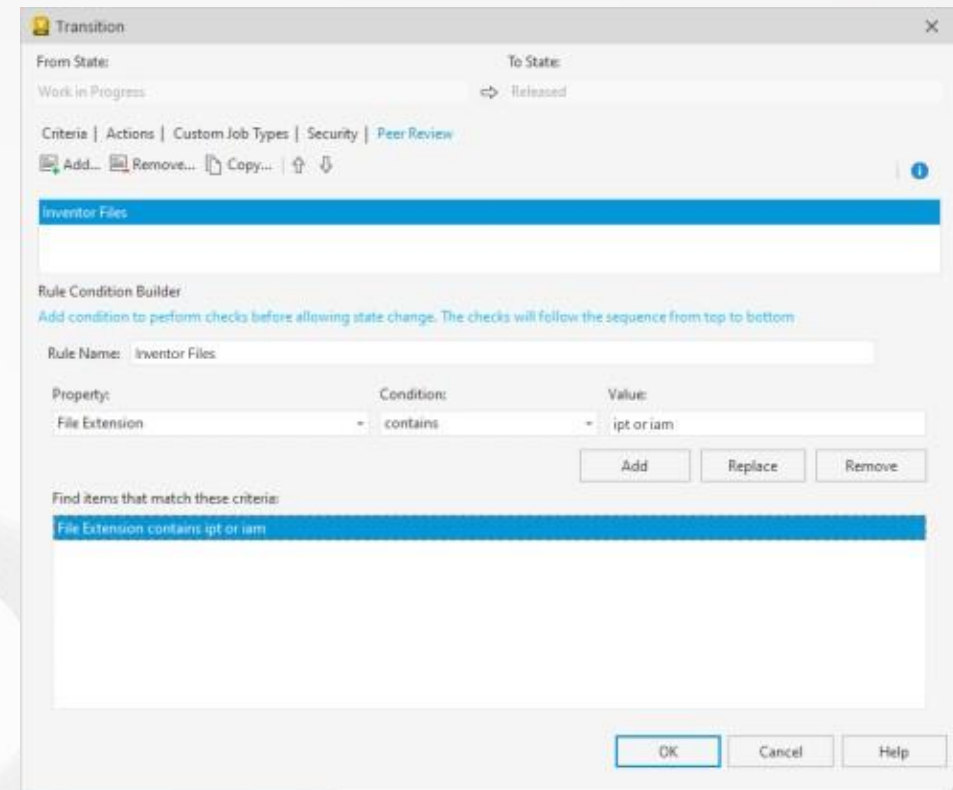 Transition
From State: To State:
Work in Progress Released
Criteria | Actions | Custom Job Types | Security | Peer Review
Add... Remove... Copy...
Inventor Files
Rule Condition Builder
Add condition to perform checks before allowing state change. The checks will follow the sequence from top to bottom
Rule Name: Inventor Files
Property: Condition: Value:
File Extension contains ipt or iam
Add Replace Remove
Find items that match these criteria:
File Extension contains ipt or iam
OK Cancel Help